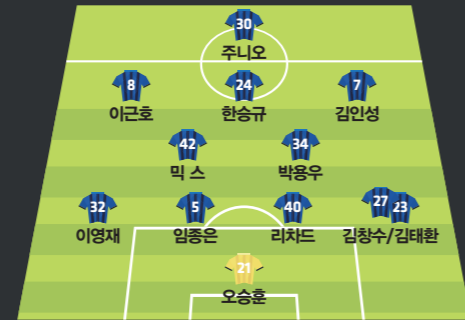 30
주니오
8 24 7
이근호 한승규 김인성
42 34
믹 스 박용우
32 5 40 27 23
이영재 임종은 리차드 김창수/김태환
21
오승훈